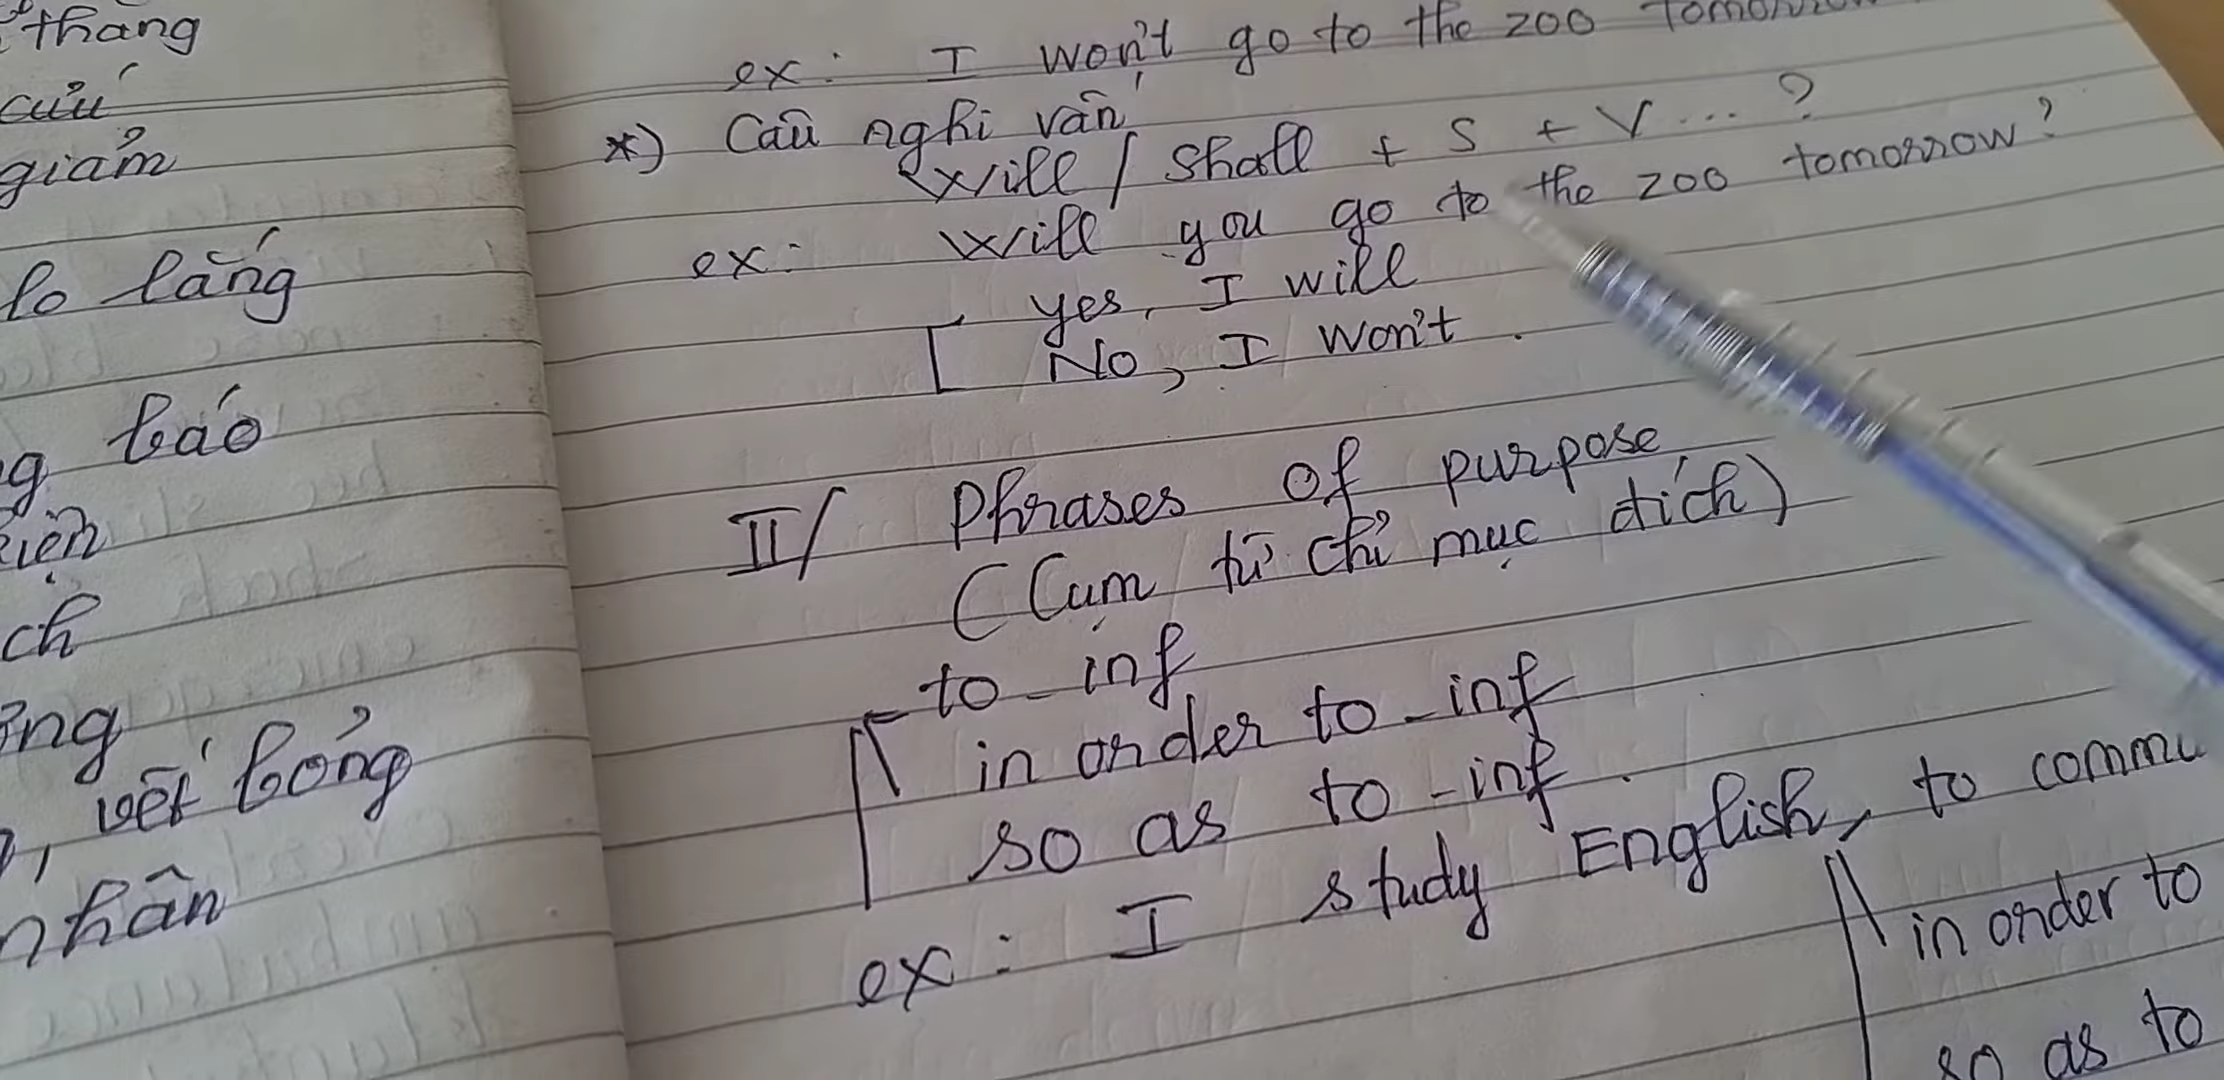 thang
cứu
giảm
lo lắng
báo
ch
vết bỏng
nhân
ex: I won't go to the zoo tomorrow
*) Câu nghi vấn
Will / Shall + S + V ... ?
ex: Will you go to the zoo tomorrow?
Yes, I will
No, I won't.
II/ Phrases of purpose
(Cụm từ chỉ mục đích)
to-inf
in order to-inf
so as to-inf.
ex: I study English, to commu
in order to
so as to